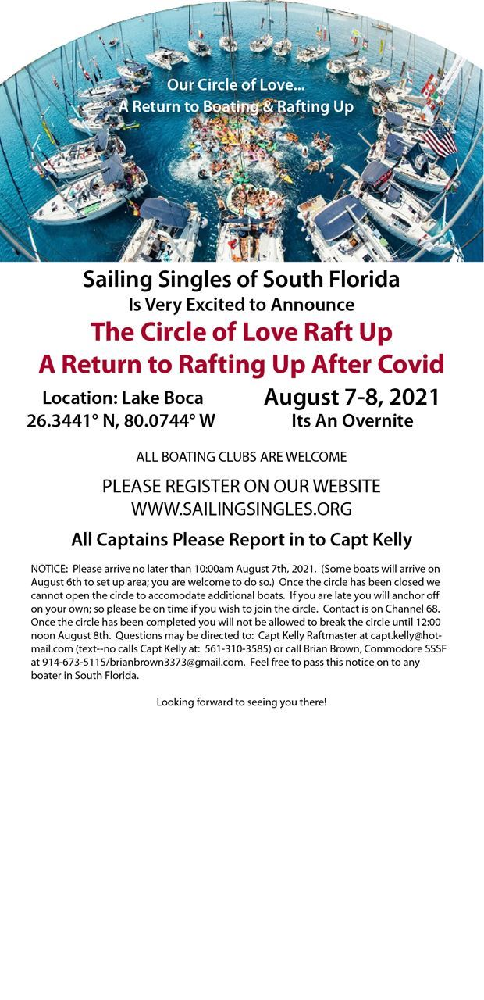 Our Circle of Love...
A Return to Boating & Rafting Up
Sailing Singles of South Florida
Is Very Excited to Announce
The Circle of Love Raft Up
A Return to Rafting Up After Covid
Location: Lake Boca
26.3441° N, 80.0744° W
August 7-8, 2021
Its An Overnite
ALL BOATING CLUBS ARE WELCOME
PLEASE REGISTER ON OUR WEBSITE
WWW.SAILINGSINGLES.ORG
All Captains Please Report in to Capt Kelly
NOTICE:  Please arrive no later than 10:00am August 7th, 2021.  (Some boats will arrive on
August 6th to set up area; you are welcome to do so.)  Once the circle has been closed we
cannot open the circle to accomodate additional boats.  If you are late you will anchor off
on your own; so please be on time if you wish to join the circle.  Contact is on Channel 68.
Once the circle has been completed you will not be allowed to break the circle until 12:00
noon August 8th.  Questions may be directed to:  Capt Kelly Raftmaster at capt.kelly@hot-
mail.com (text--no calls Capt Kelly at:  561-310-3585) or call Brian Brown, Commodore SSSF
at 914-673-5115/brianbrown3373@gmail.com.  Feel free to pass this notice on to any
boater in South Florida.
Looking forward to seeing you there!